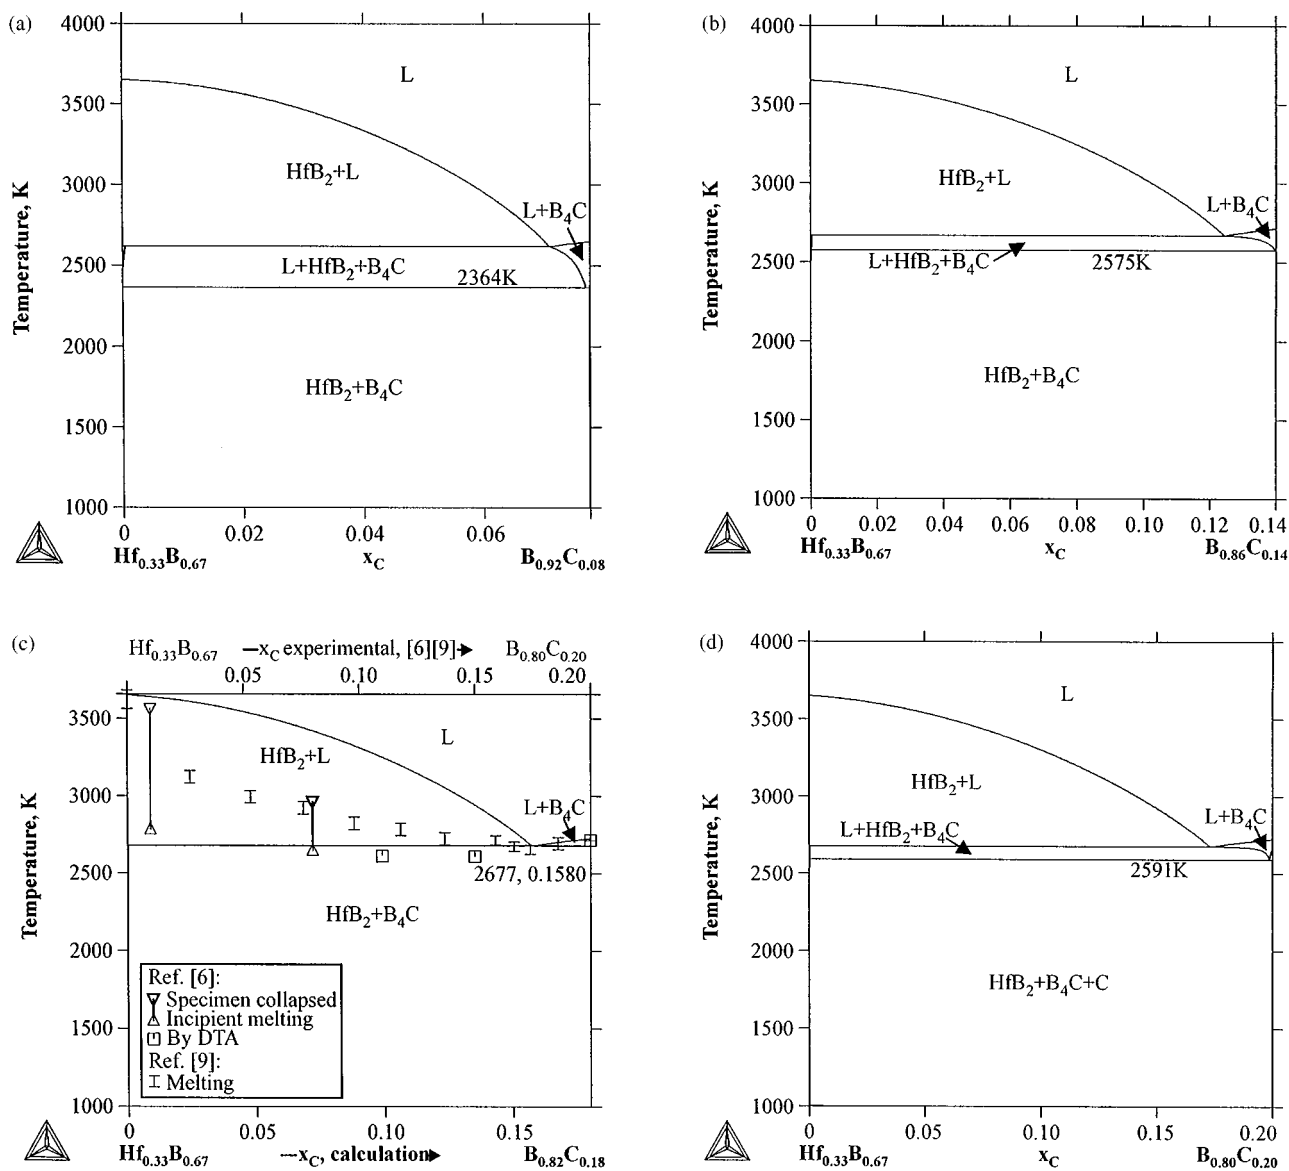 (a)
4000
3500
3000
2500
2000
1500
1000
Temperature, K
L
HfB2+L
L+B4C
L+HfB2+B4C
2364K
HfB2+B4C
0 0.02 0.04 0.06
Hf0.33B0.67 xC B0.92C0.08
(b)
4000
3500
3000
2500
2000
1500
1000
Temperature, K
L
HfB2+L
L+B4C
L+HfB2+B4C
2575K
HfB2+B4C
0 0.02 0.04 0.06 0.08 0.10 0.12 0.14
Hf0.33B0.67 xC B0.86C0.14
(c)
Hf0.33B0.67 –xC experimental, [6][9] B0.80C0.20
0.05 0.10 0.15 0.20
3500
3000
2500
2000
1500
1000
Temperature, K
L
HfB2+L
L+B4C
2677, 0.1580
HfB2+B4C
Ref. [6]:
Specimen collapsed
Incipient melting
By DTA
Ref. [9]:
Melting
0 0.05 0.10 0.15
Hf0.33B0.67 –xC, calculation B0.82C0.18
(d)
4000
3500
3000
2500
2000
1500
1000
Temperature, K
L
HfB2+L
L+B4C
L+HfB2+B4C
2591K
HfB2+B4C+C
0 0.05 0.10 0.15 0.20
Hf0.33B0.67 xC B0.80C0.20